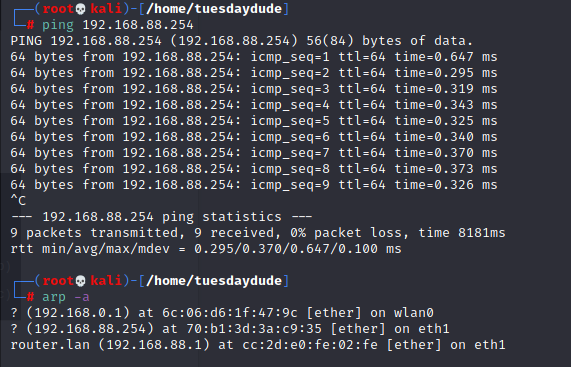 (root💀kali)-[/home/tuesdaydude]
# ping 192.168.88.254
PING 192.168.88.254 (192.168.88.254) 56(84) bytes of data.
64 bytes from 192.168.88.254: icmp_seq=1 ttl=64 time=0.647 ms
64 bytes from 192.168.88.254: icmp_seq=2 ttl=64 time=0.295 ms
64 bytes from 192.168.88.254: icmp_seq=3 ttl=64 time=0.319 ms
64 bytes from 192.168.88.254: icmp_seq=4 ttl=64 time=0.343 ms
64 bytes from 192.168.88.254: icmp_seq=5 ttl=64 time=0.325 ms
64 bytes from 192.168.88.254: icmp_seq=6 ttl=64 time=0.340 ms
64 bytes from 192.168.88.254: icmp_seq=7 ttl=64 time=0.370 ms
64 bytes from 192.168.88.254: icmp_seq=8 ttl=64 time=0.373 ms
64 bytes from 192.168.88.254: icmp_seq=9 ttl=64 time=0.326 ms
^C
--- 192.168.88.254 ping statistics ---
9 packets transmitted, 9 received, 0% packet loss, time 8181ms
rtt min/avg/max/mdev = 0.295/0.370/0.647/0.100 ms
(root💀kali)-[/home/tuesdaydude]
# arp -a
? (192.168.0.1) at 6c:06:d6:1f:47:9c [ether] on wlan0
? (192.168.88.254) at 70:b1:3d:3a:c9:35 [ether] on eth1
router.lan (192.168.88.1) at cc:2d:e0:fe:02:fe [ether] on eth1